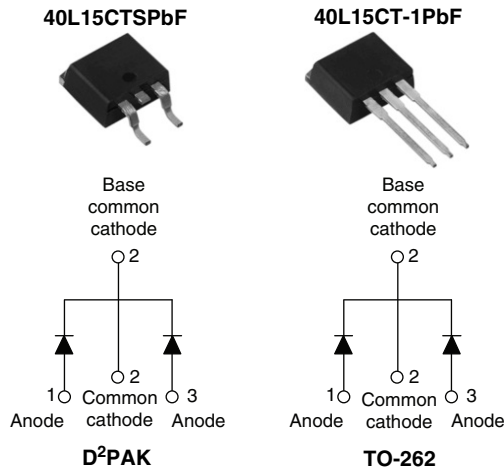 40L15CTSPbF
40L15CT-1PbF
Base
common
cathode
2
2
1
Common
cathode
3
Anode
Anode
D²PAK
Base
common
cathode
2
2
1
Common
cathode
3
Anode
Anode
TO-262